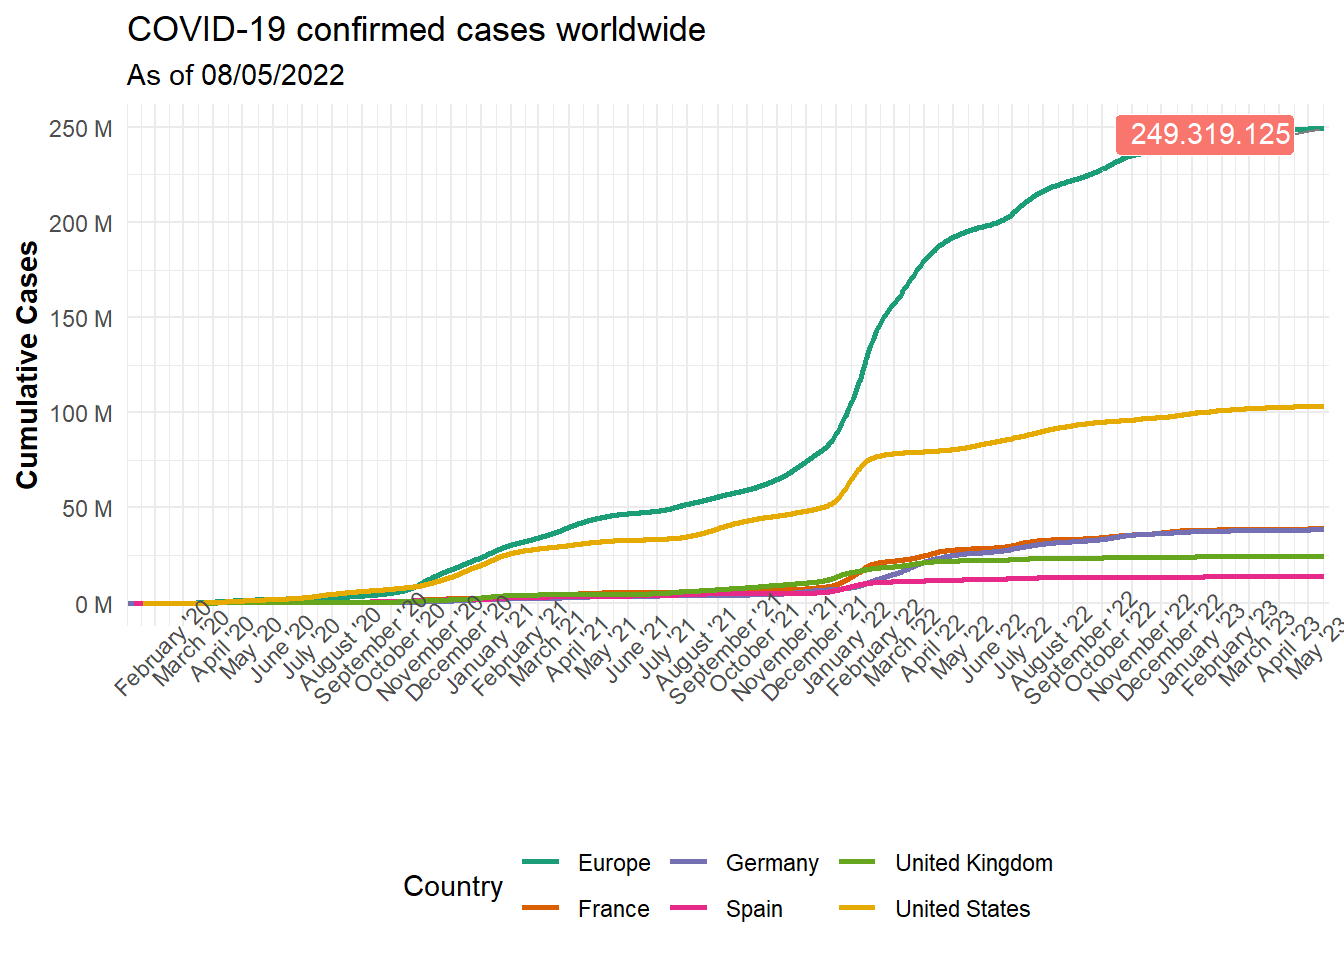 COVID-19 confirmed cases worldwide
As of 08/05/2022
Cumulative Cases
250 M
200 M
150 M
100 M
50 M
0 M
249.319.125
February '20
March '20
April '20
May '20
June '20
July '20
August '20
September '20
October '20
November '20
December '20
January '21
February '21
March '21
April '21
May '21
June '21
July '21
August '21
September '21
October '21
November '21
December '21
January '22
February '22
March '22
April '22
May '22
June '22
July '22
August '22
September '22
October '22
November '22
December '22
January '23
February '23
March '23
April '23
May '23
Country
Europe
Germany
United Kingdom
France
Spain
United States